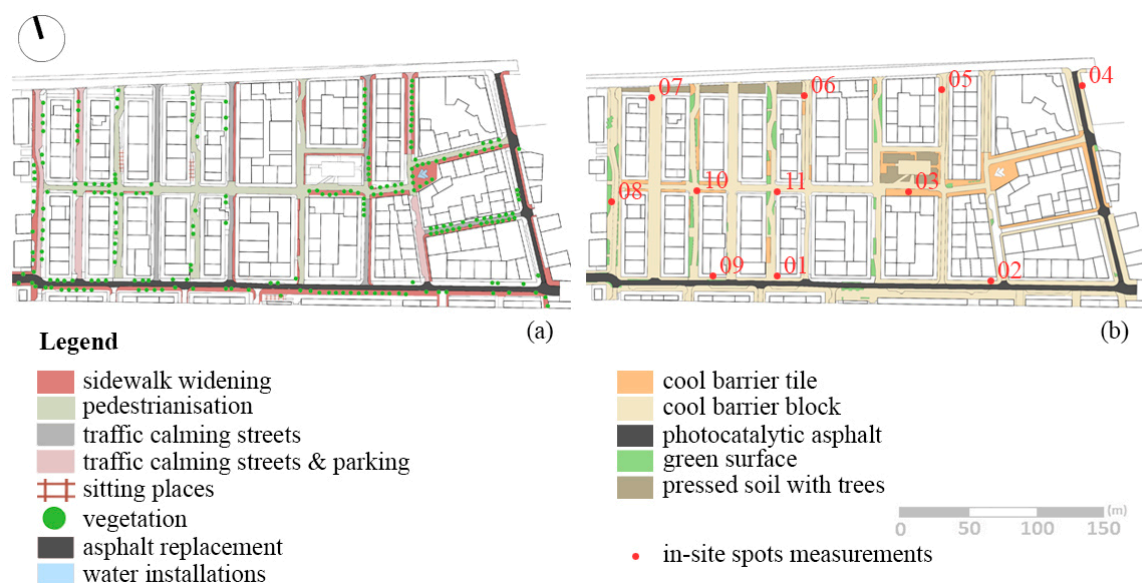 07
06
05
04
08
10
11
03
09
01
02
(a)
(b)
Legend
sidewalk widening
pedestrianisation
traffic calming streets
traffic calming streets & parking
sitting places
vegetation
asphalt replacement
water installations
cool barrier tile
cool barrier block
photocatalytic asphalt
green surface
pressed soil with trees
(m)
0 50 100 150
in-site spots measurements